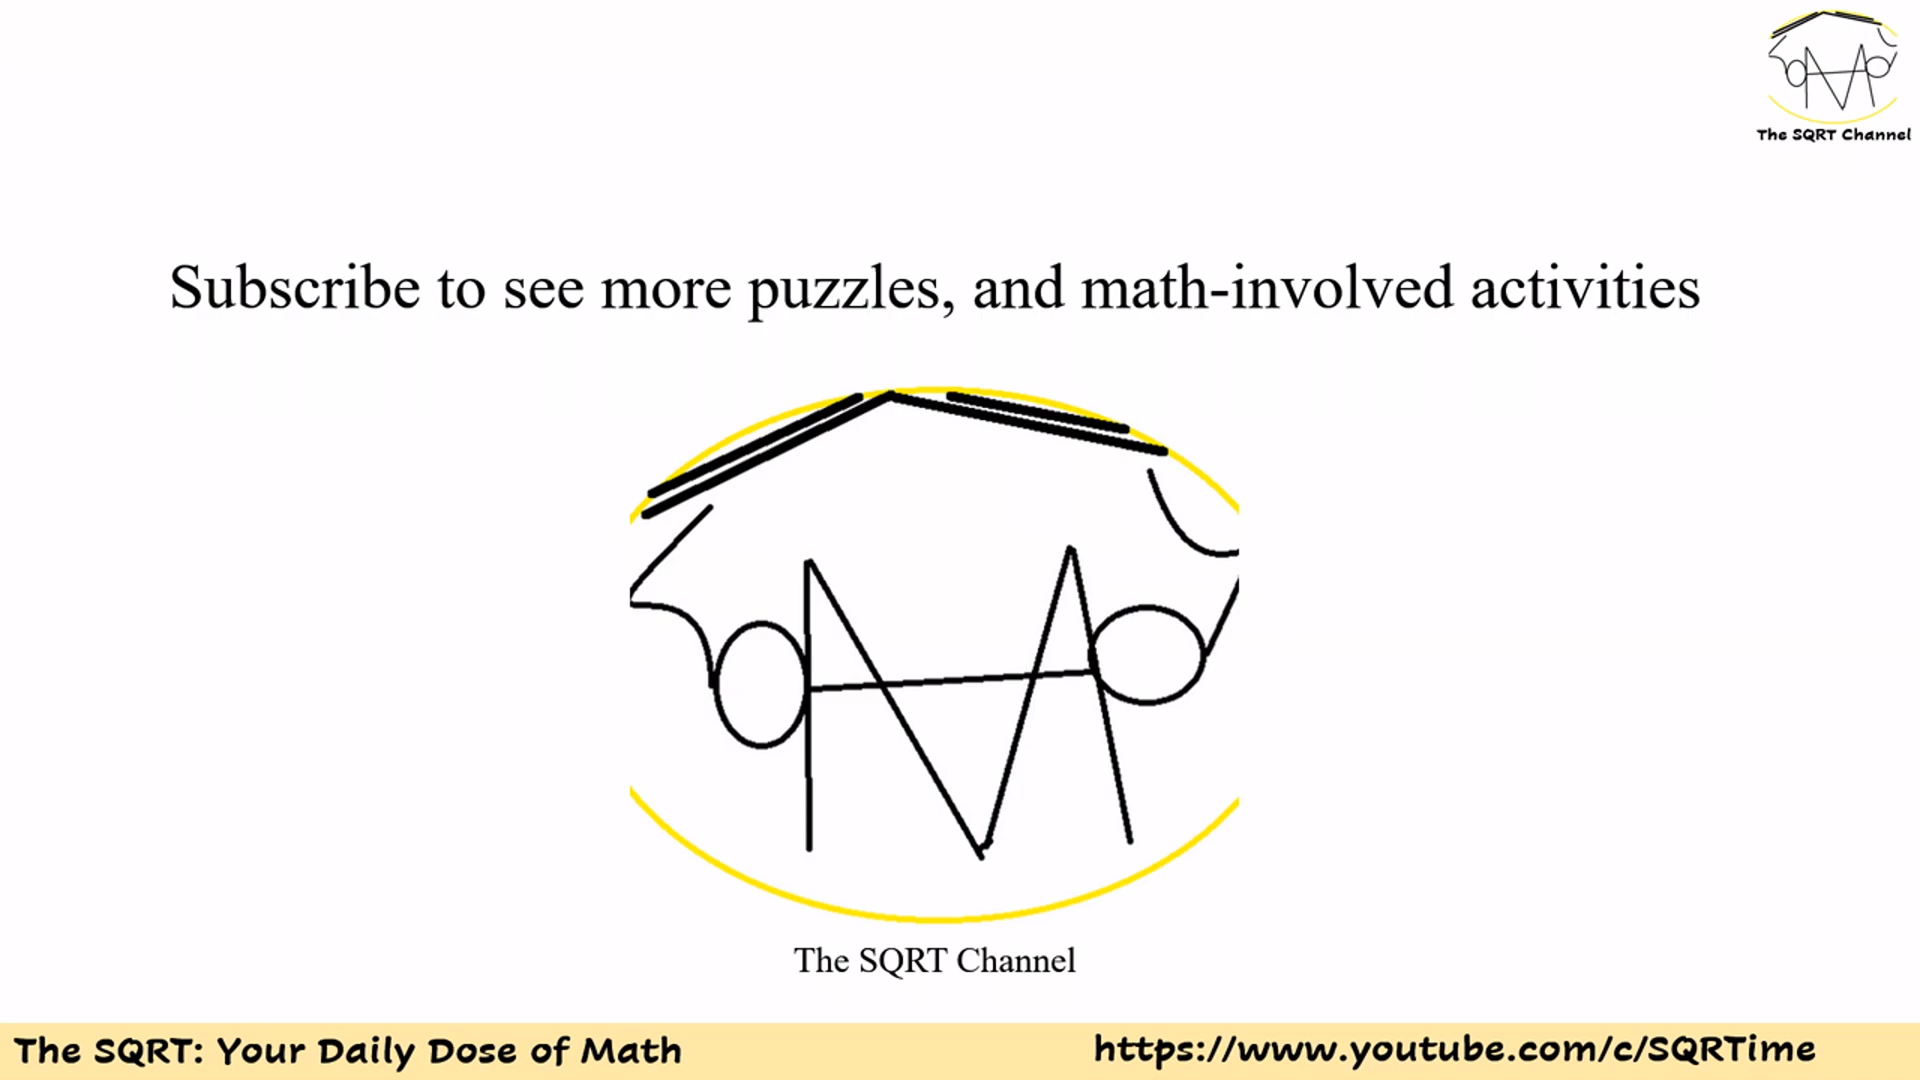 The SQRT Channel
Subscribe to see more puzzles, and math-involved activities
The SQRT Channel
The SQRT: Your Daily Dose of Math
https://www.youtube.com/c/SQRTime